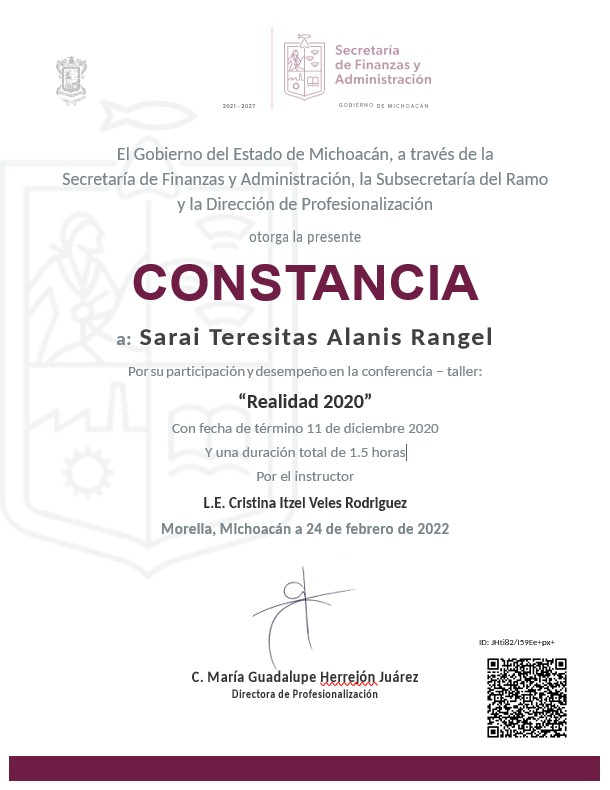 Secretaría
de Finanzas y
Administración
2021 - 2027
GOBIERNO DE MICHOACÁN
El Gobierno del Estado de Michoacán, a través de la
Secretaría de Finanzas y Administración, la Subsecretaría del Ramo
y la Dirección de Profesionalización
otorga la presente
CONSTANCIA
a: Sarai Teresitas Alanis Rangel
Por su participación y desempeño en la conferencia – taller:
“Realidad 2020”
Con fecha de término 11 de diciembre 2020
Y una duración total de 1.5 horas
Por el instructor
L.E. Cristina Itzel Veles Rodriguez
Morelia, Michoacán a 24 de febrero de 2022
ID: JHti82/I59Ee+px+
C. María Guadalupe Herrejón Juárez
Directora de Profesionalización